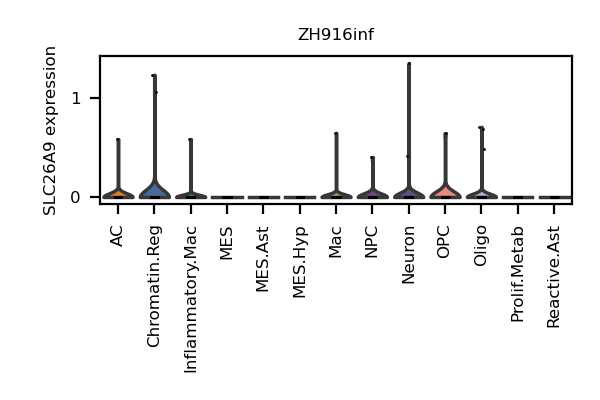 ZH916inf
SLC26A9 expression
1
0
AC
Chromatin.Reg
Inflammatory.Mac
MES
MES.Ast
MES.Hyp
Mac
NPC
Neuron
OPC
Oligo
Prolif.Metab
Reactive.Ast